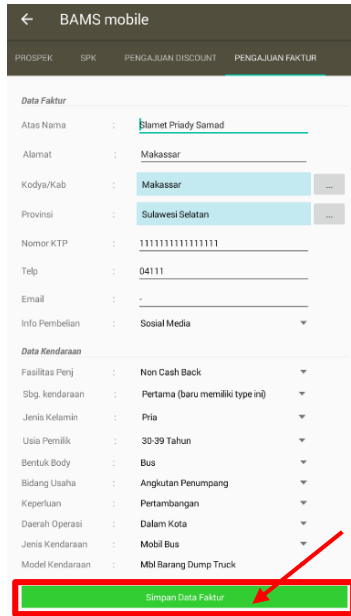 BAMS mobile
PROSPEK SPK PENGAJUAN DISCOUNT PENGAJUAN FAKTUR
Data Faktur
Atas Nama : Slamet Priady Samad
Alamat : Makassar
Kodya/Kab : Makassar ...
Provinsi : Sulawesi Selatan ...
Nomor KTP : 1111111111111111
Telp : 04111
Email : -
Info Pembelian : Sosial Media
Data Kendaraan
Fasilitas Penj : Non Cash Back
Sbg. kendaraan : Pertama (baru memiliki type ini)
Jenis Kelamin : Pria
Usia Pemilik : 30-39 Tahun
Bentuk Body : Bus
Bidang Usaha : Angkutan Penumpang
Keperluan : Pertambangan
Daerah Operasi : Dalam Kota
Jenis Kendaraan : Mobil Bus
Model Kendaraan : Mbl Barang Dump Truck
Simpan Data Faktur